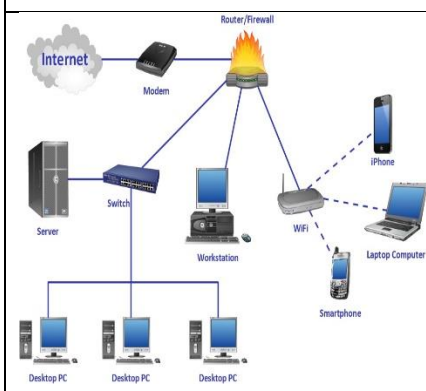 Router/Firewall
Internet
Modem
iPhone
Switch
Server
Workstation
WiFi
Laptop Computer
Smartphone
Desktop PC
Desktop PC
Desktop PC